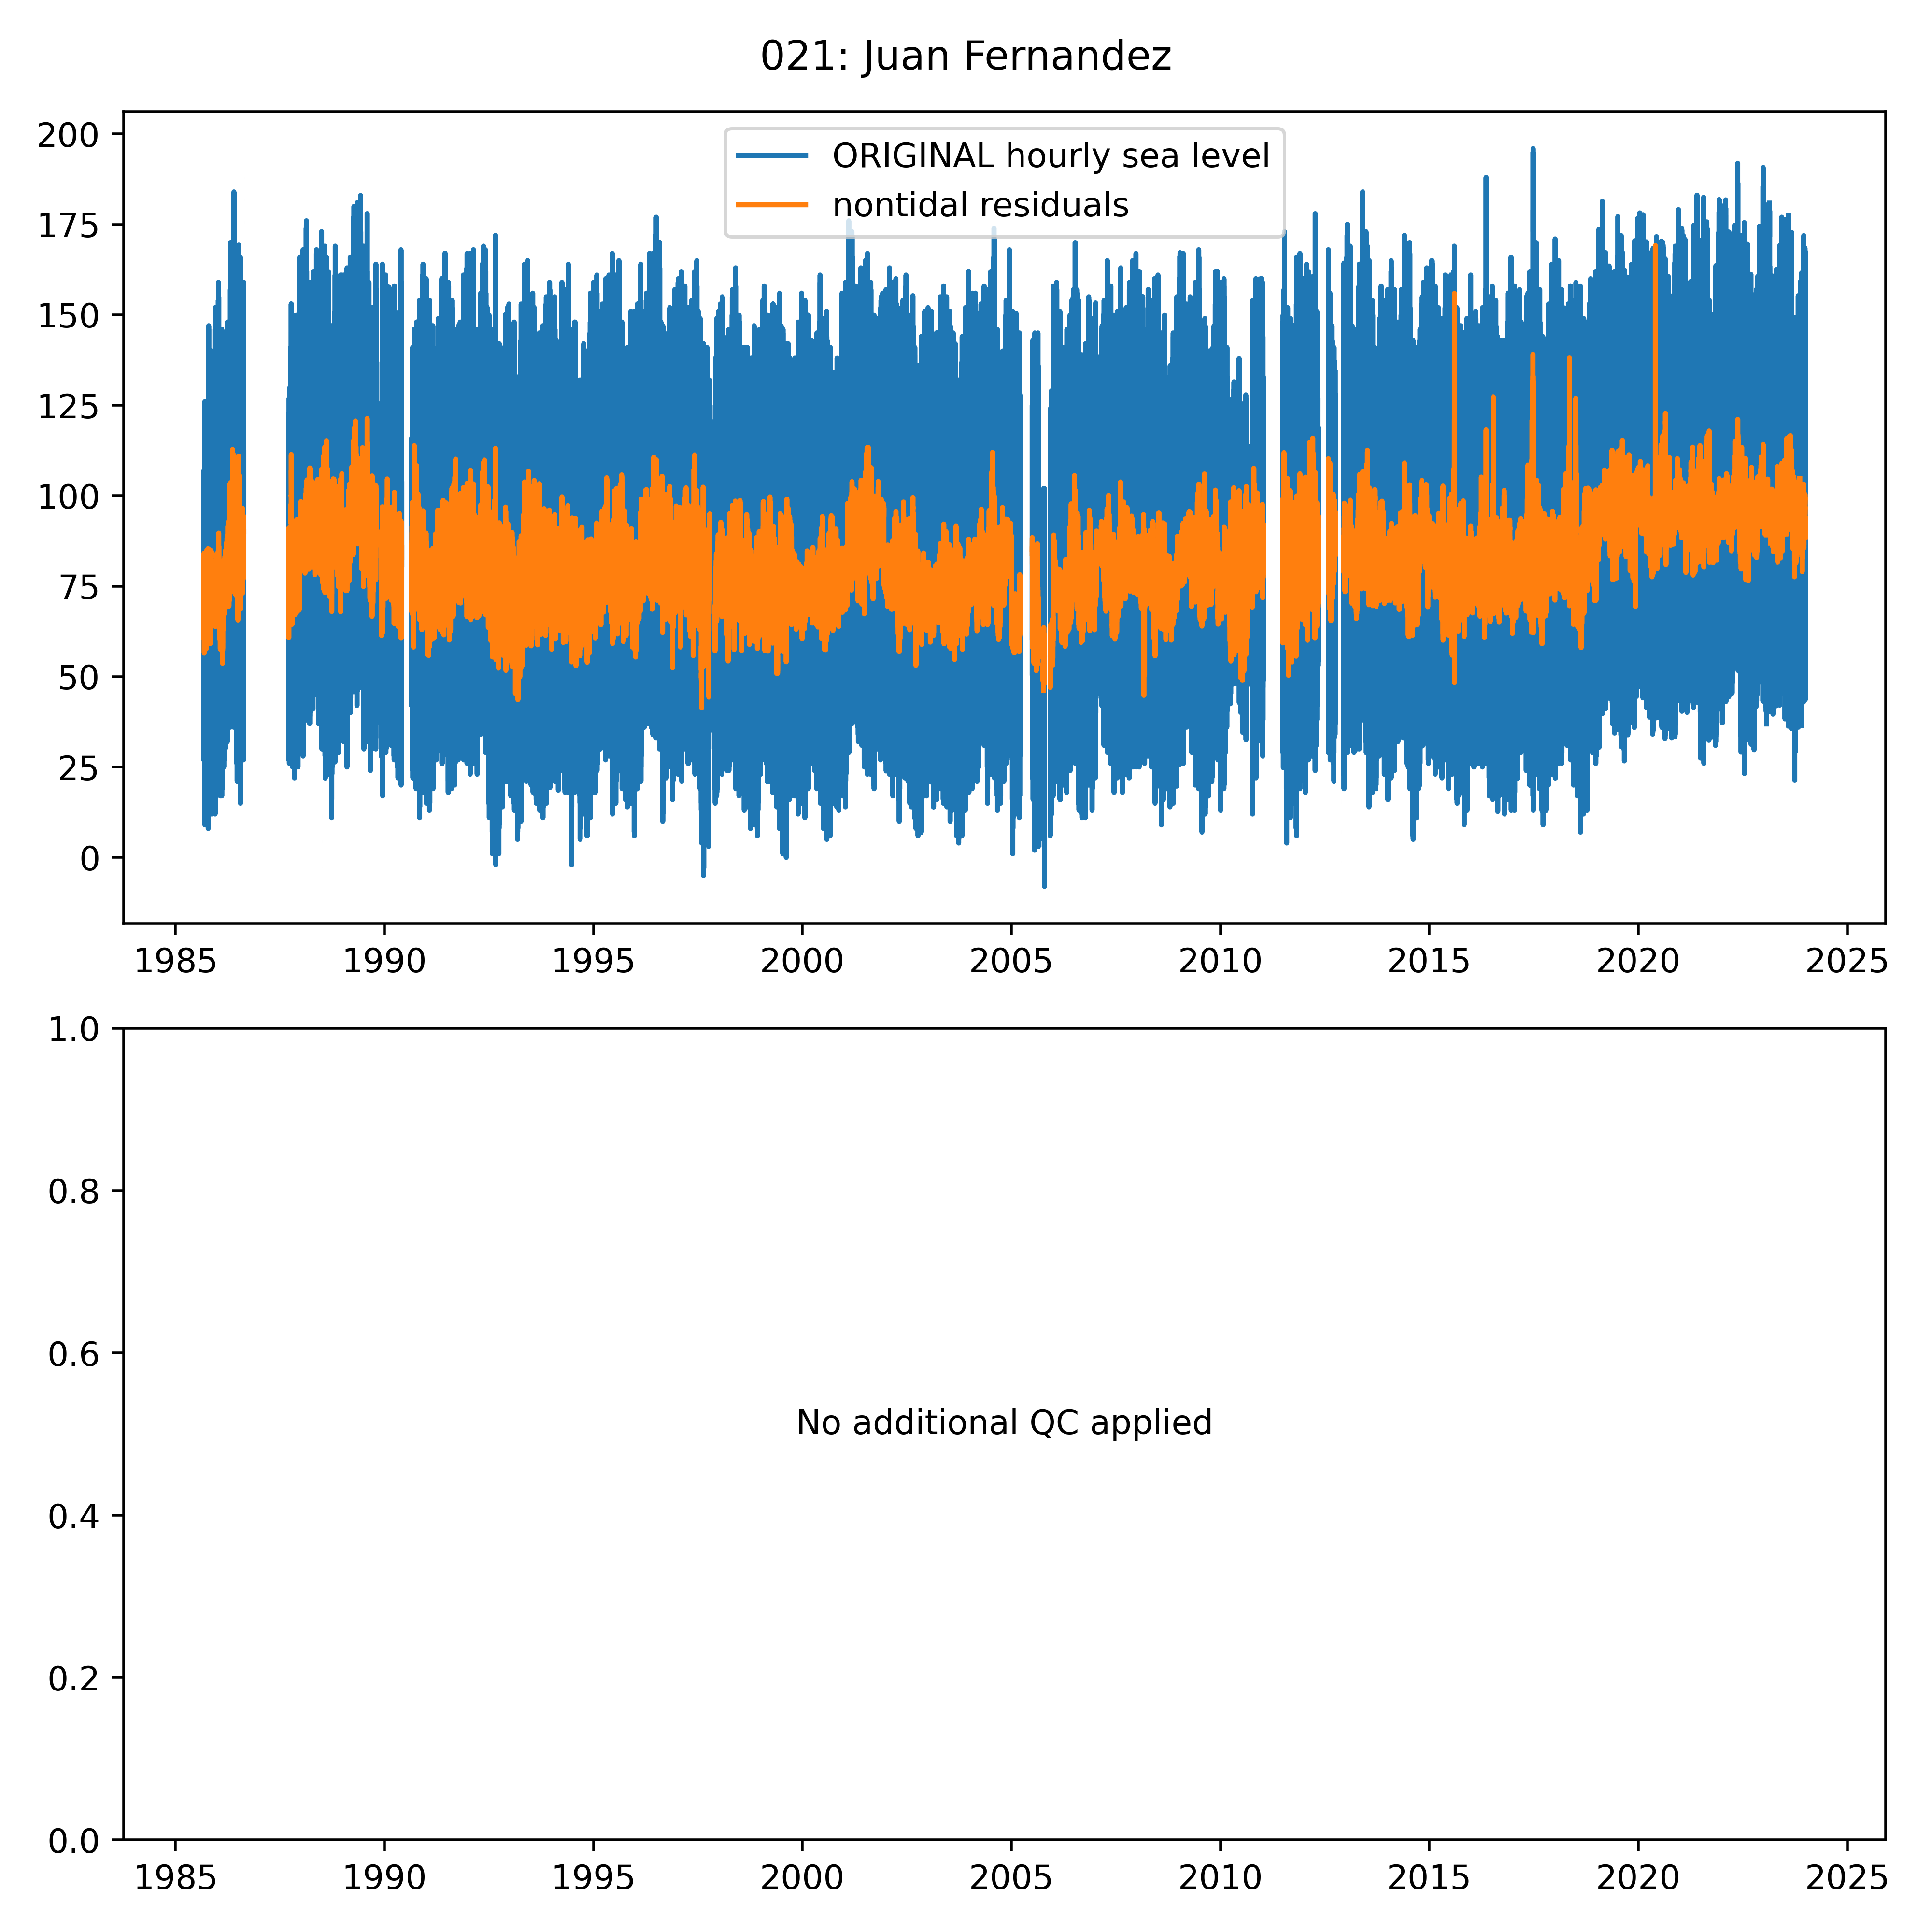 021: Juan Fernandez
200
175
150
125
100
75
50
25
0
ORIGINAL hourly sea level
nontidal residuals
1985 1990 1995 2000 2005 2010 2015 2020 2025
1.0
0.8
0.6
0.4
0.2
0.0
No additional QC applied
1985 1990 1995 2000 2005 2010 2015 2020 2025